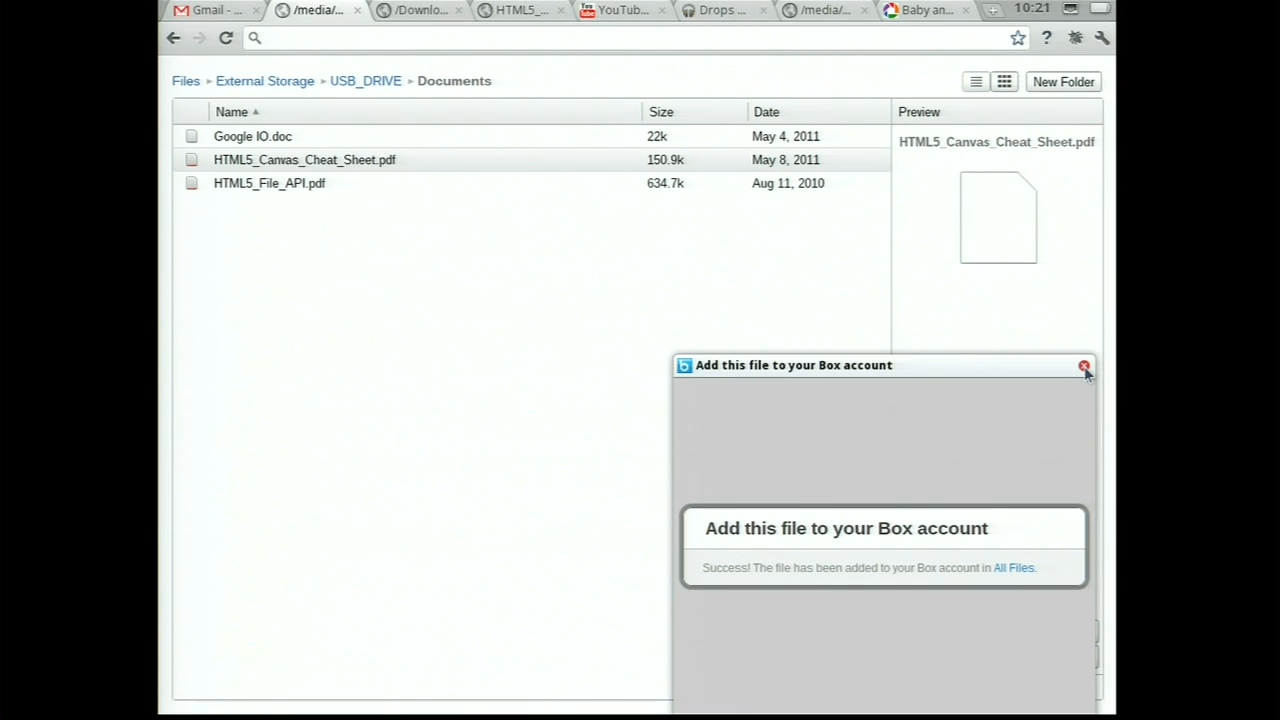 Gmail - ...
/media/...
/Downlo...
HTML5_...
You Tube
YouTub...
Drops ...
/media/...
Baby an...
10:21
?
Files
External Storage
USB_DRIVE
Documents
New Folder
Name Size Date Preview
Google IO.doc 22k May 4, 2011
HTML5_Canvas_Cheat_Sheet.pdf
HTML5_Canvas_Cheat_Sheet.pdf 150.9k May 8, 2011
HTML5_File_API.pdf 634.7k Aug 11, 2010
b Add this file to your Box account
Add this file to your Box account
Success! The file has been added to your Box account in All Files.